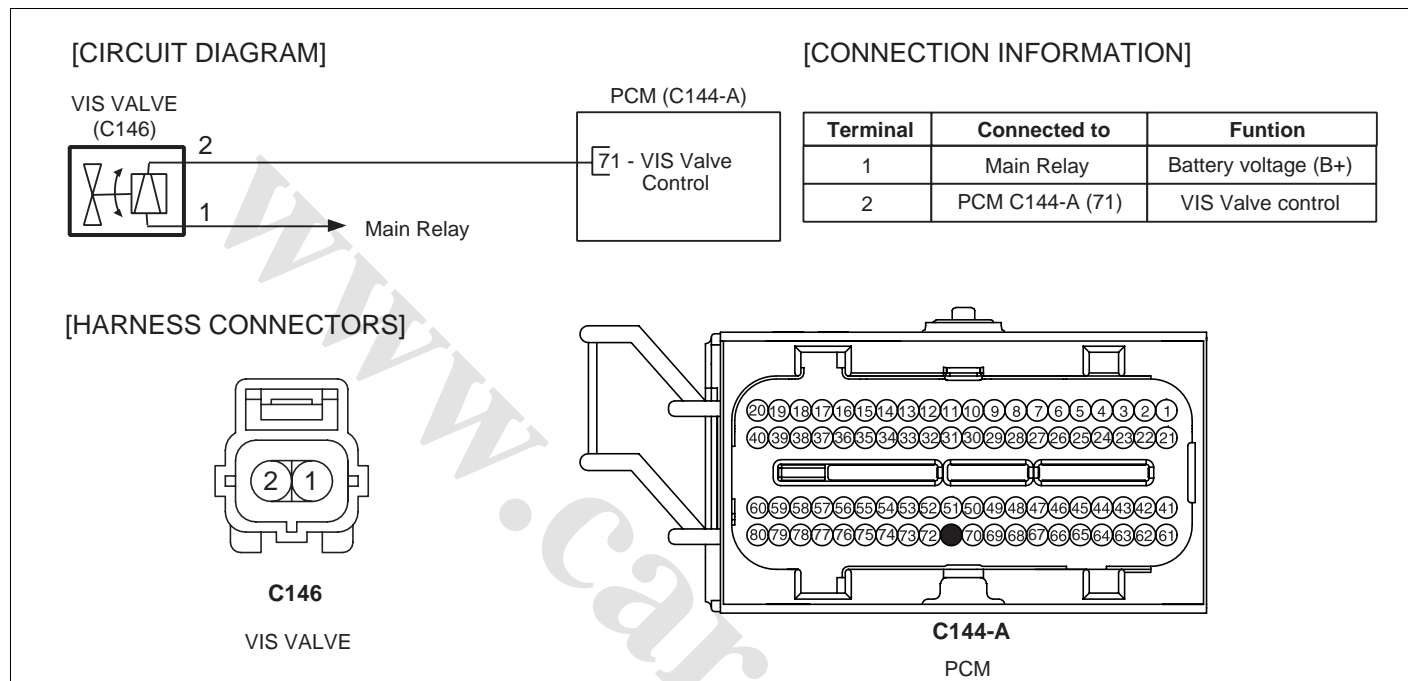 [CIRCUIT DIAGRAM]
VIS VALVE
(C146)
2
1
Main Relay
PCM (C144-A)
71 - VIS Valve
Control
[CONNECTION INFORMATION]
Terminal Connected to Funtion
1 Main Relay Battery voltage (B+)
2 PCM C144-A (71) VIS Valve control
[HARNESS CONNECTORS]
2 1
C146
VIS VALVE
20 19 18 17 16 15 14 13 12 11 10 9 8 7 6 5 4 3 2 1
40 39 38 37 36 35 34 33 32 31 30 29 28 27 26 25 24 23 22 21
60 59 58 57 56 55 54 53 52 51 50 49 48 47 46 45 44 43 42 41
80 79 78 77 76 75 74 73 72 70 69 68 67 66 65 64 63 62 61
C144-A
PCM
www.car